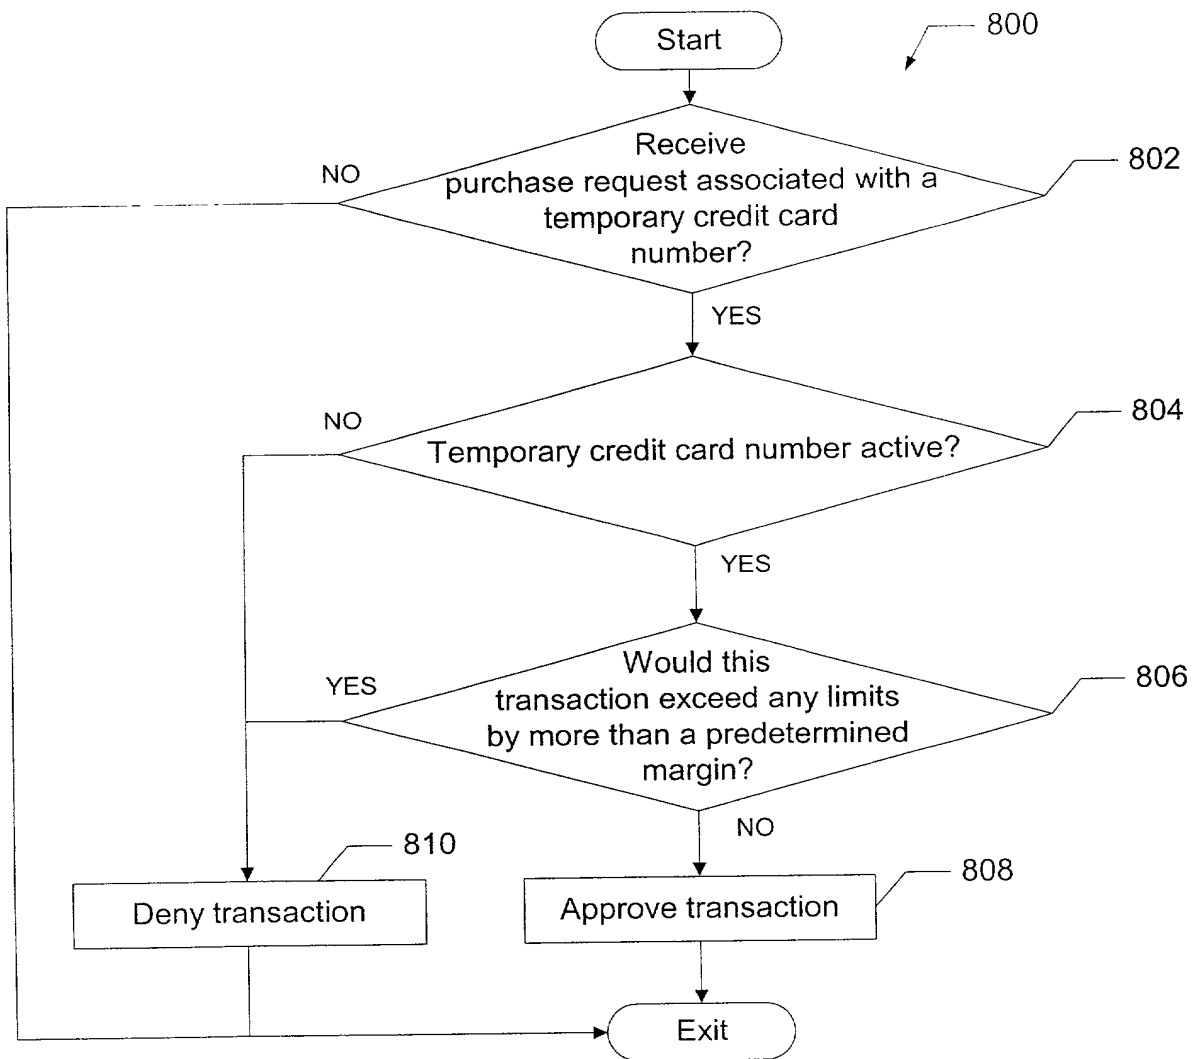 Start
800
Receive
purchase request associated with a
temporary credit card
number?
802
NO
YES
Temporary credit card number active?
804
NO
YES
Would this
transaction exceed any limits
by more than a predetermined
margin?
806
YES
NO
810
Deny transaction
808
Approve transaction
Exit